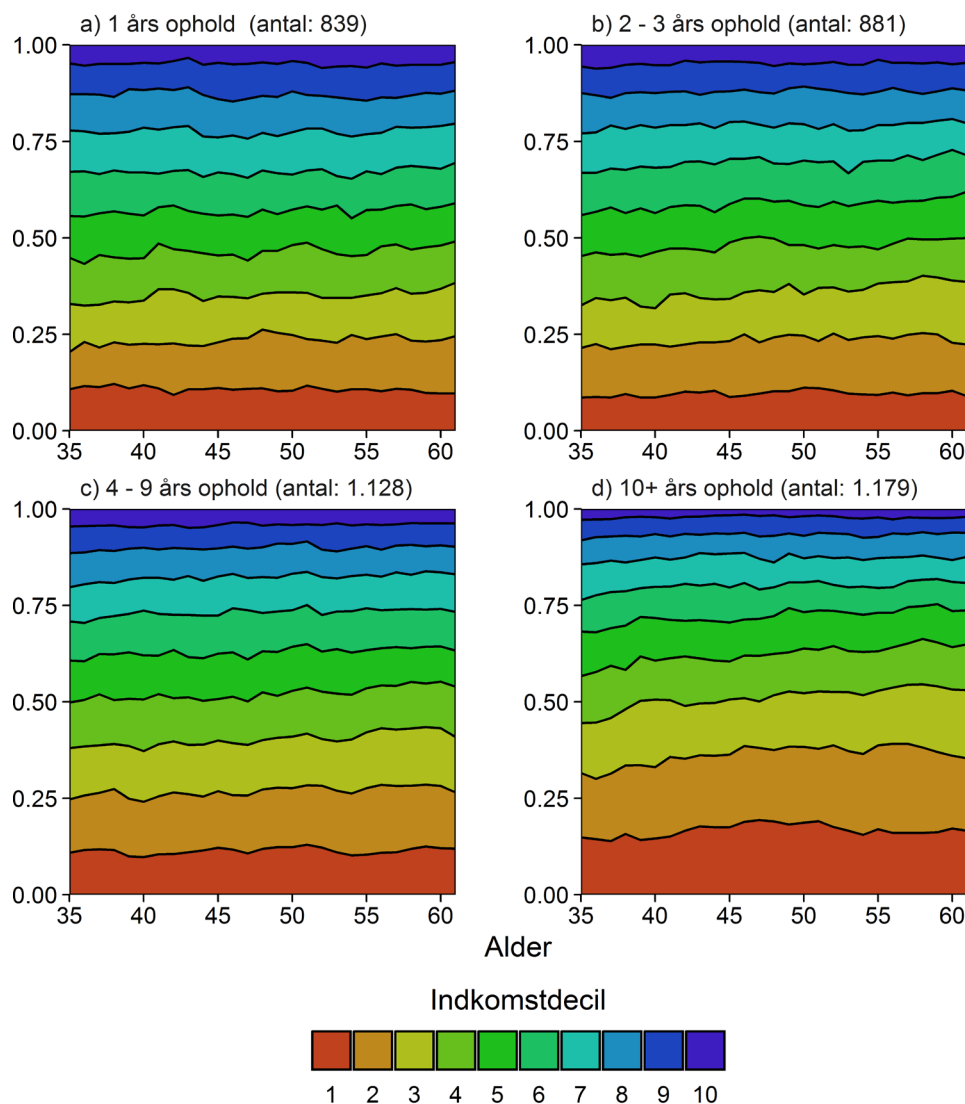 a) 1 års ophold  (antal: 839)
b) 2 - 3 års ophold (antal: 881)
1.00
0.75
0.50
0.25
0.00
35 40 45 50 55 60
1.00
0.75
0.50
0.25
0.00
35 40 45 50 55 60
c) 4 - 9 års ophold (antal: 1.128)
d) 10+ års ophold (antal: 1.179)
1.00
0.75
0.50
0.25
0.00
35 40 45 50 55 60
1.00
0.75
0.50
0.25
0.00
35 40 45 50 55 60
Alder
Indkomstdecil
1 2 3 4 5 6 7 8 9 10